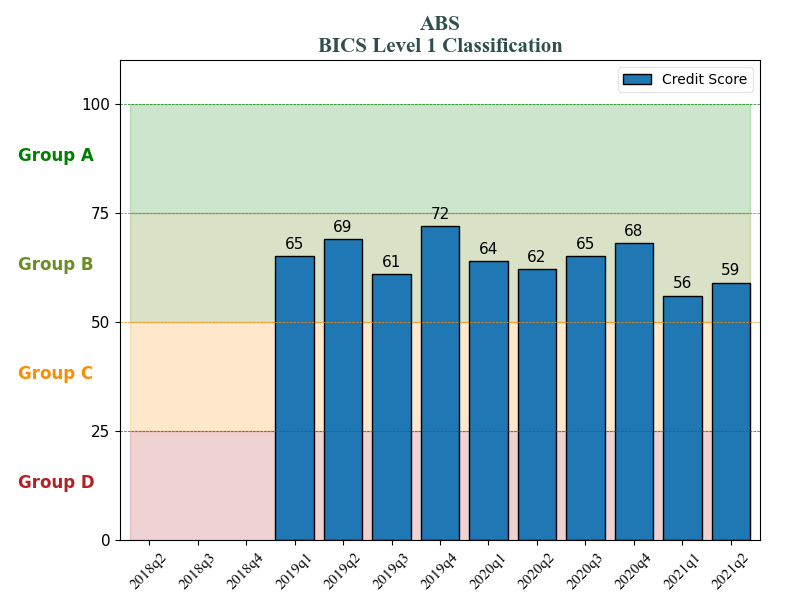 ABS
BICS Level 1 Classification
Credit Score
100
75
50
25
0
Group A
Group B
Group C
Group D
65
69
61
72
64
62
65
68
56
59
2018q2
2018q3
2018q4
2019q1
2019q2
2019q3
2019q4
2020q1
2020q2
2020q3
2020q4
2021q1
2021q2